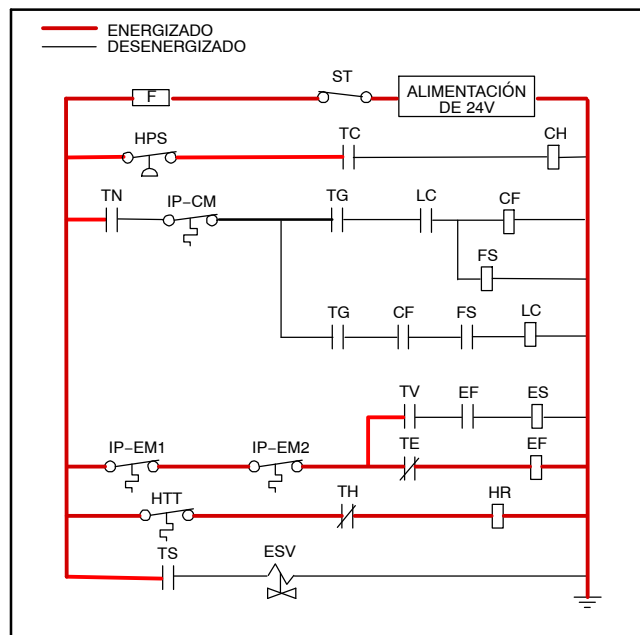 ENERGIZADO
DESENERGIZADO
ST
F
ALIMENTACIÓN
DE 24V
HPS
TC
CH
TN
IP-CM
TG
LC
CF
FS
TG
CF
FS
LC
TV
EF
ES
IP-EM1
IP-EM2
TE
EF
HTT
TH
HR
TS
ESV